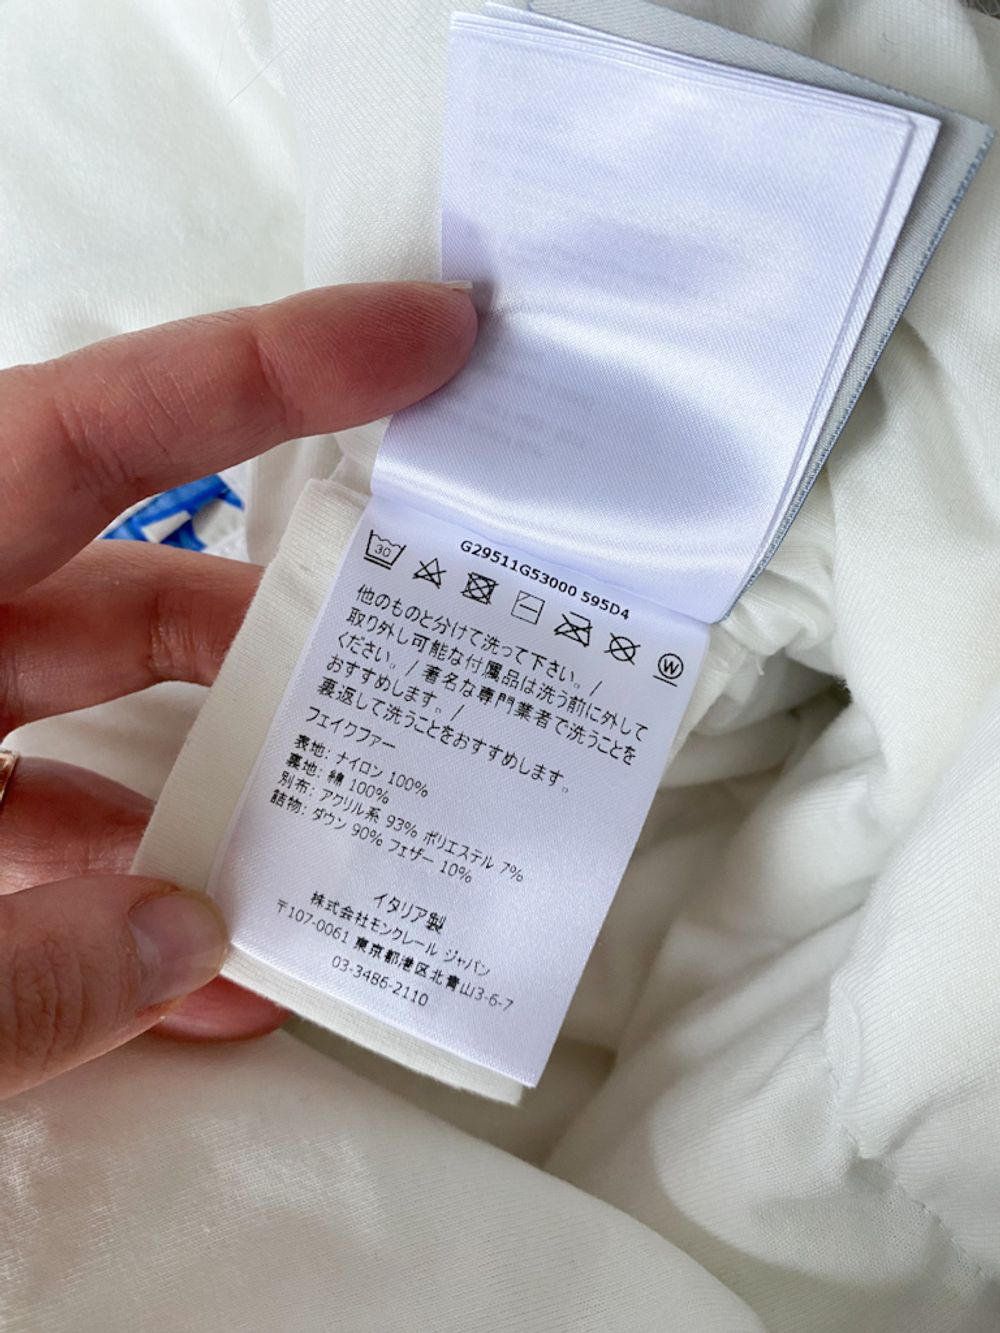 G29511G53000 595D4
30
W
他のものと分けて洗って下さい。/
取り外し可能な付属品は洗う前に外して
ください。/ 著名な専門業者で洗うことを
おすすめします。/
裏返して洗うことをおすすめします。
フェイクファー
表地: ナイロン 100%
裏地: 綿 100%
別布: アクリル系 93% ポリエステル 7%
詰物: ダウン 90% フェザー 10%
イタリア製
株式会社モンクレール ジャパン
〒107-0061 東京都港区北青山3-6-7
03-3486-2110